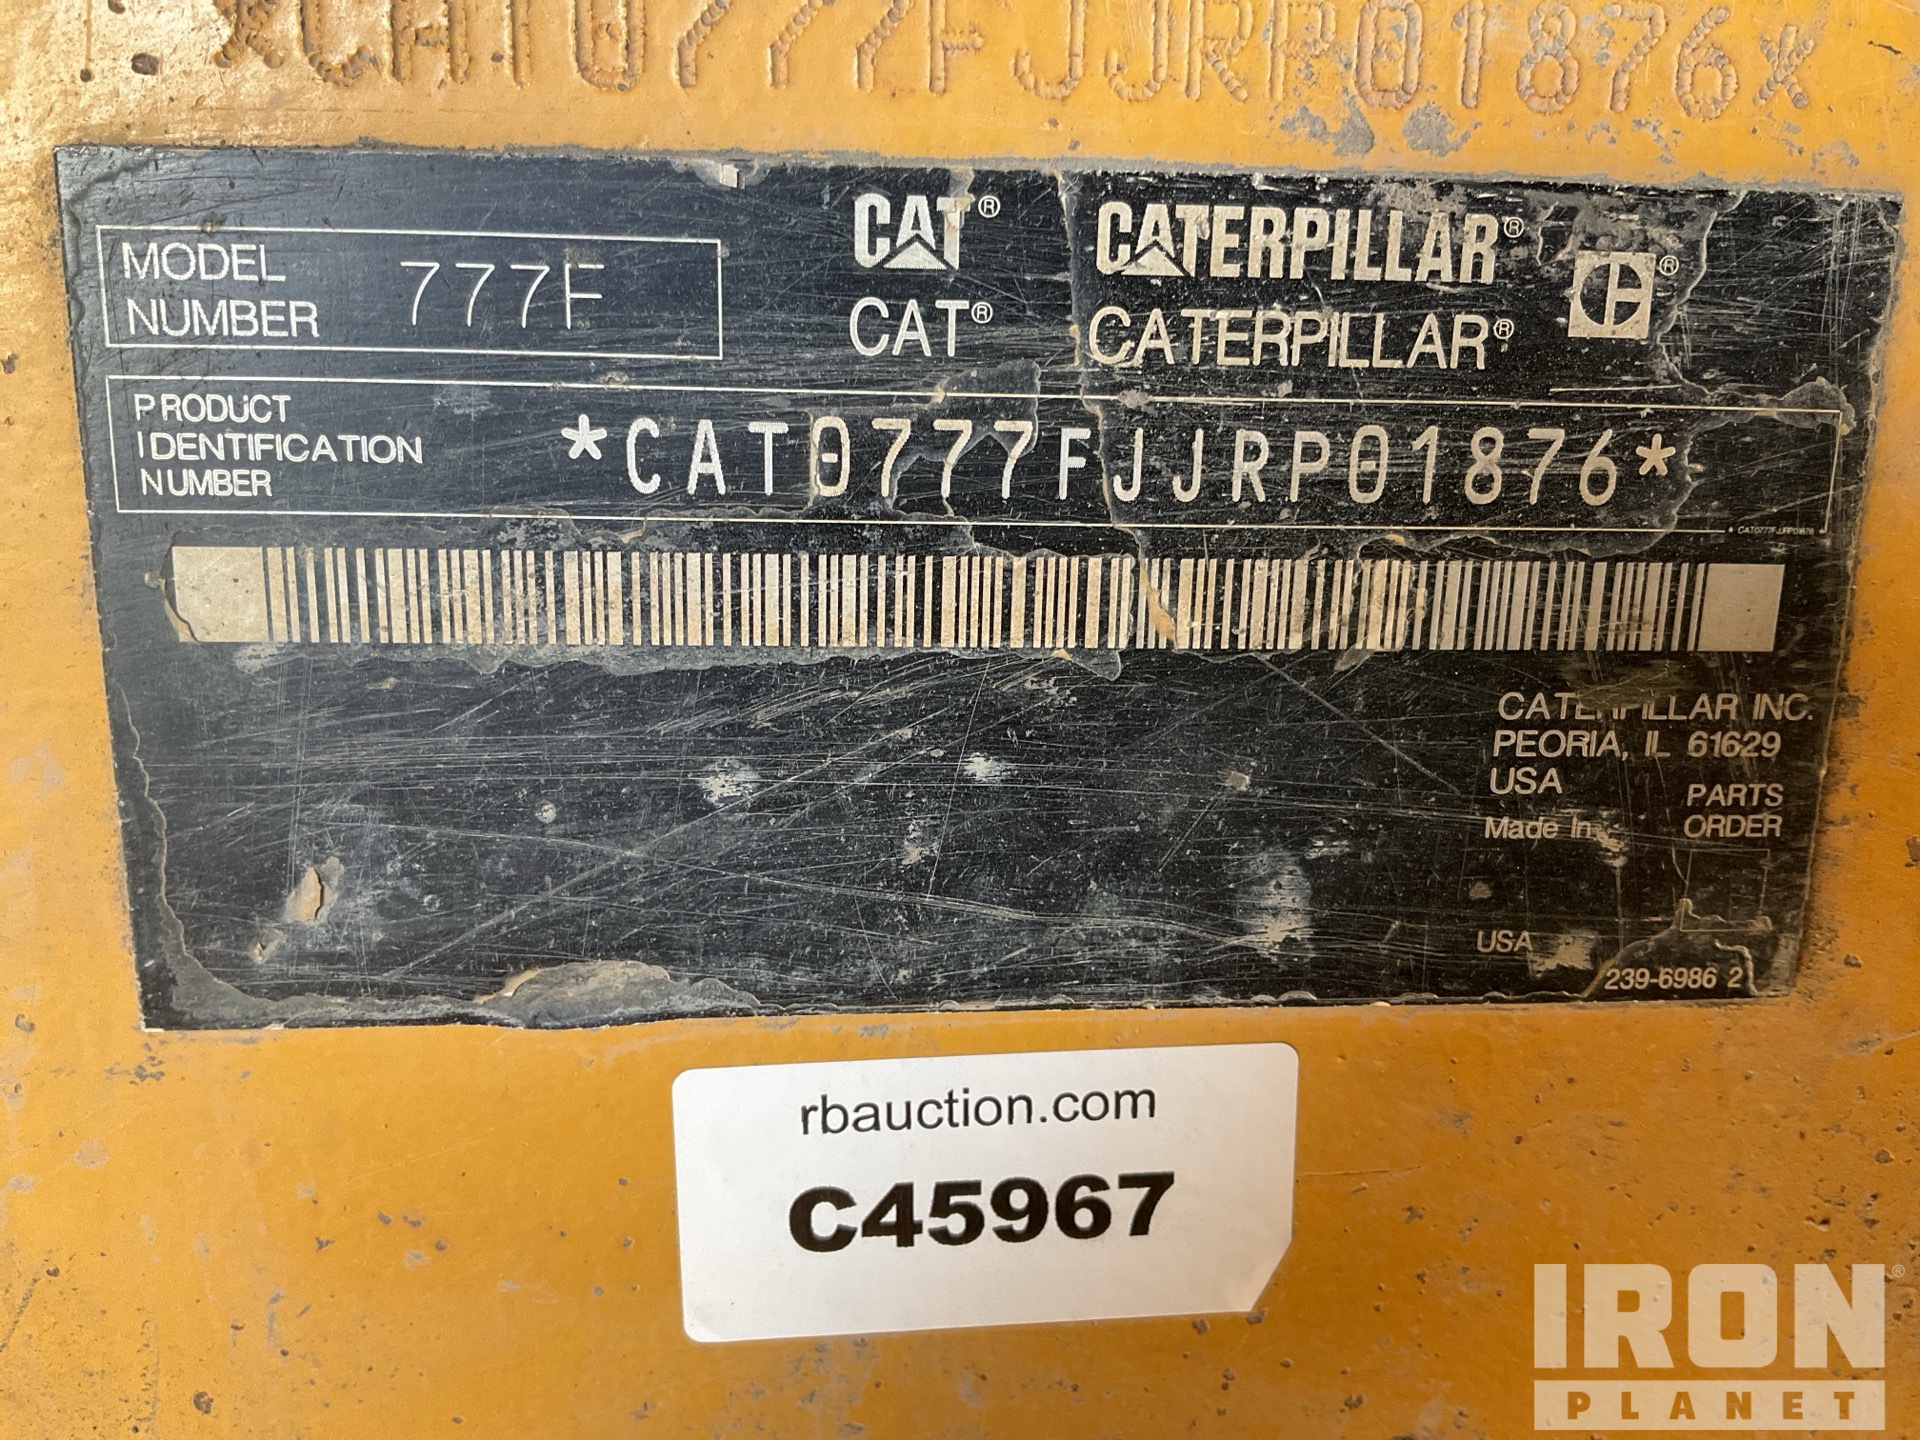 *CAT0777FJJRP01876*
MODEL NUMBER 777F
CAT® CATERPILLAR®
CAT® CATERPILLAR®
PRODUCT IDENTIFICATION NUMBER *CAT0777FJJRP01876*
* CAT0777FJJRP01876 *
CATERPILLAR INC.
PEORIA, IL 61629
USA
PARTS
Made in ORDER
USA
239-6986 2
rbauction.com
C45967
IRON®
PLANET